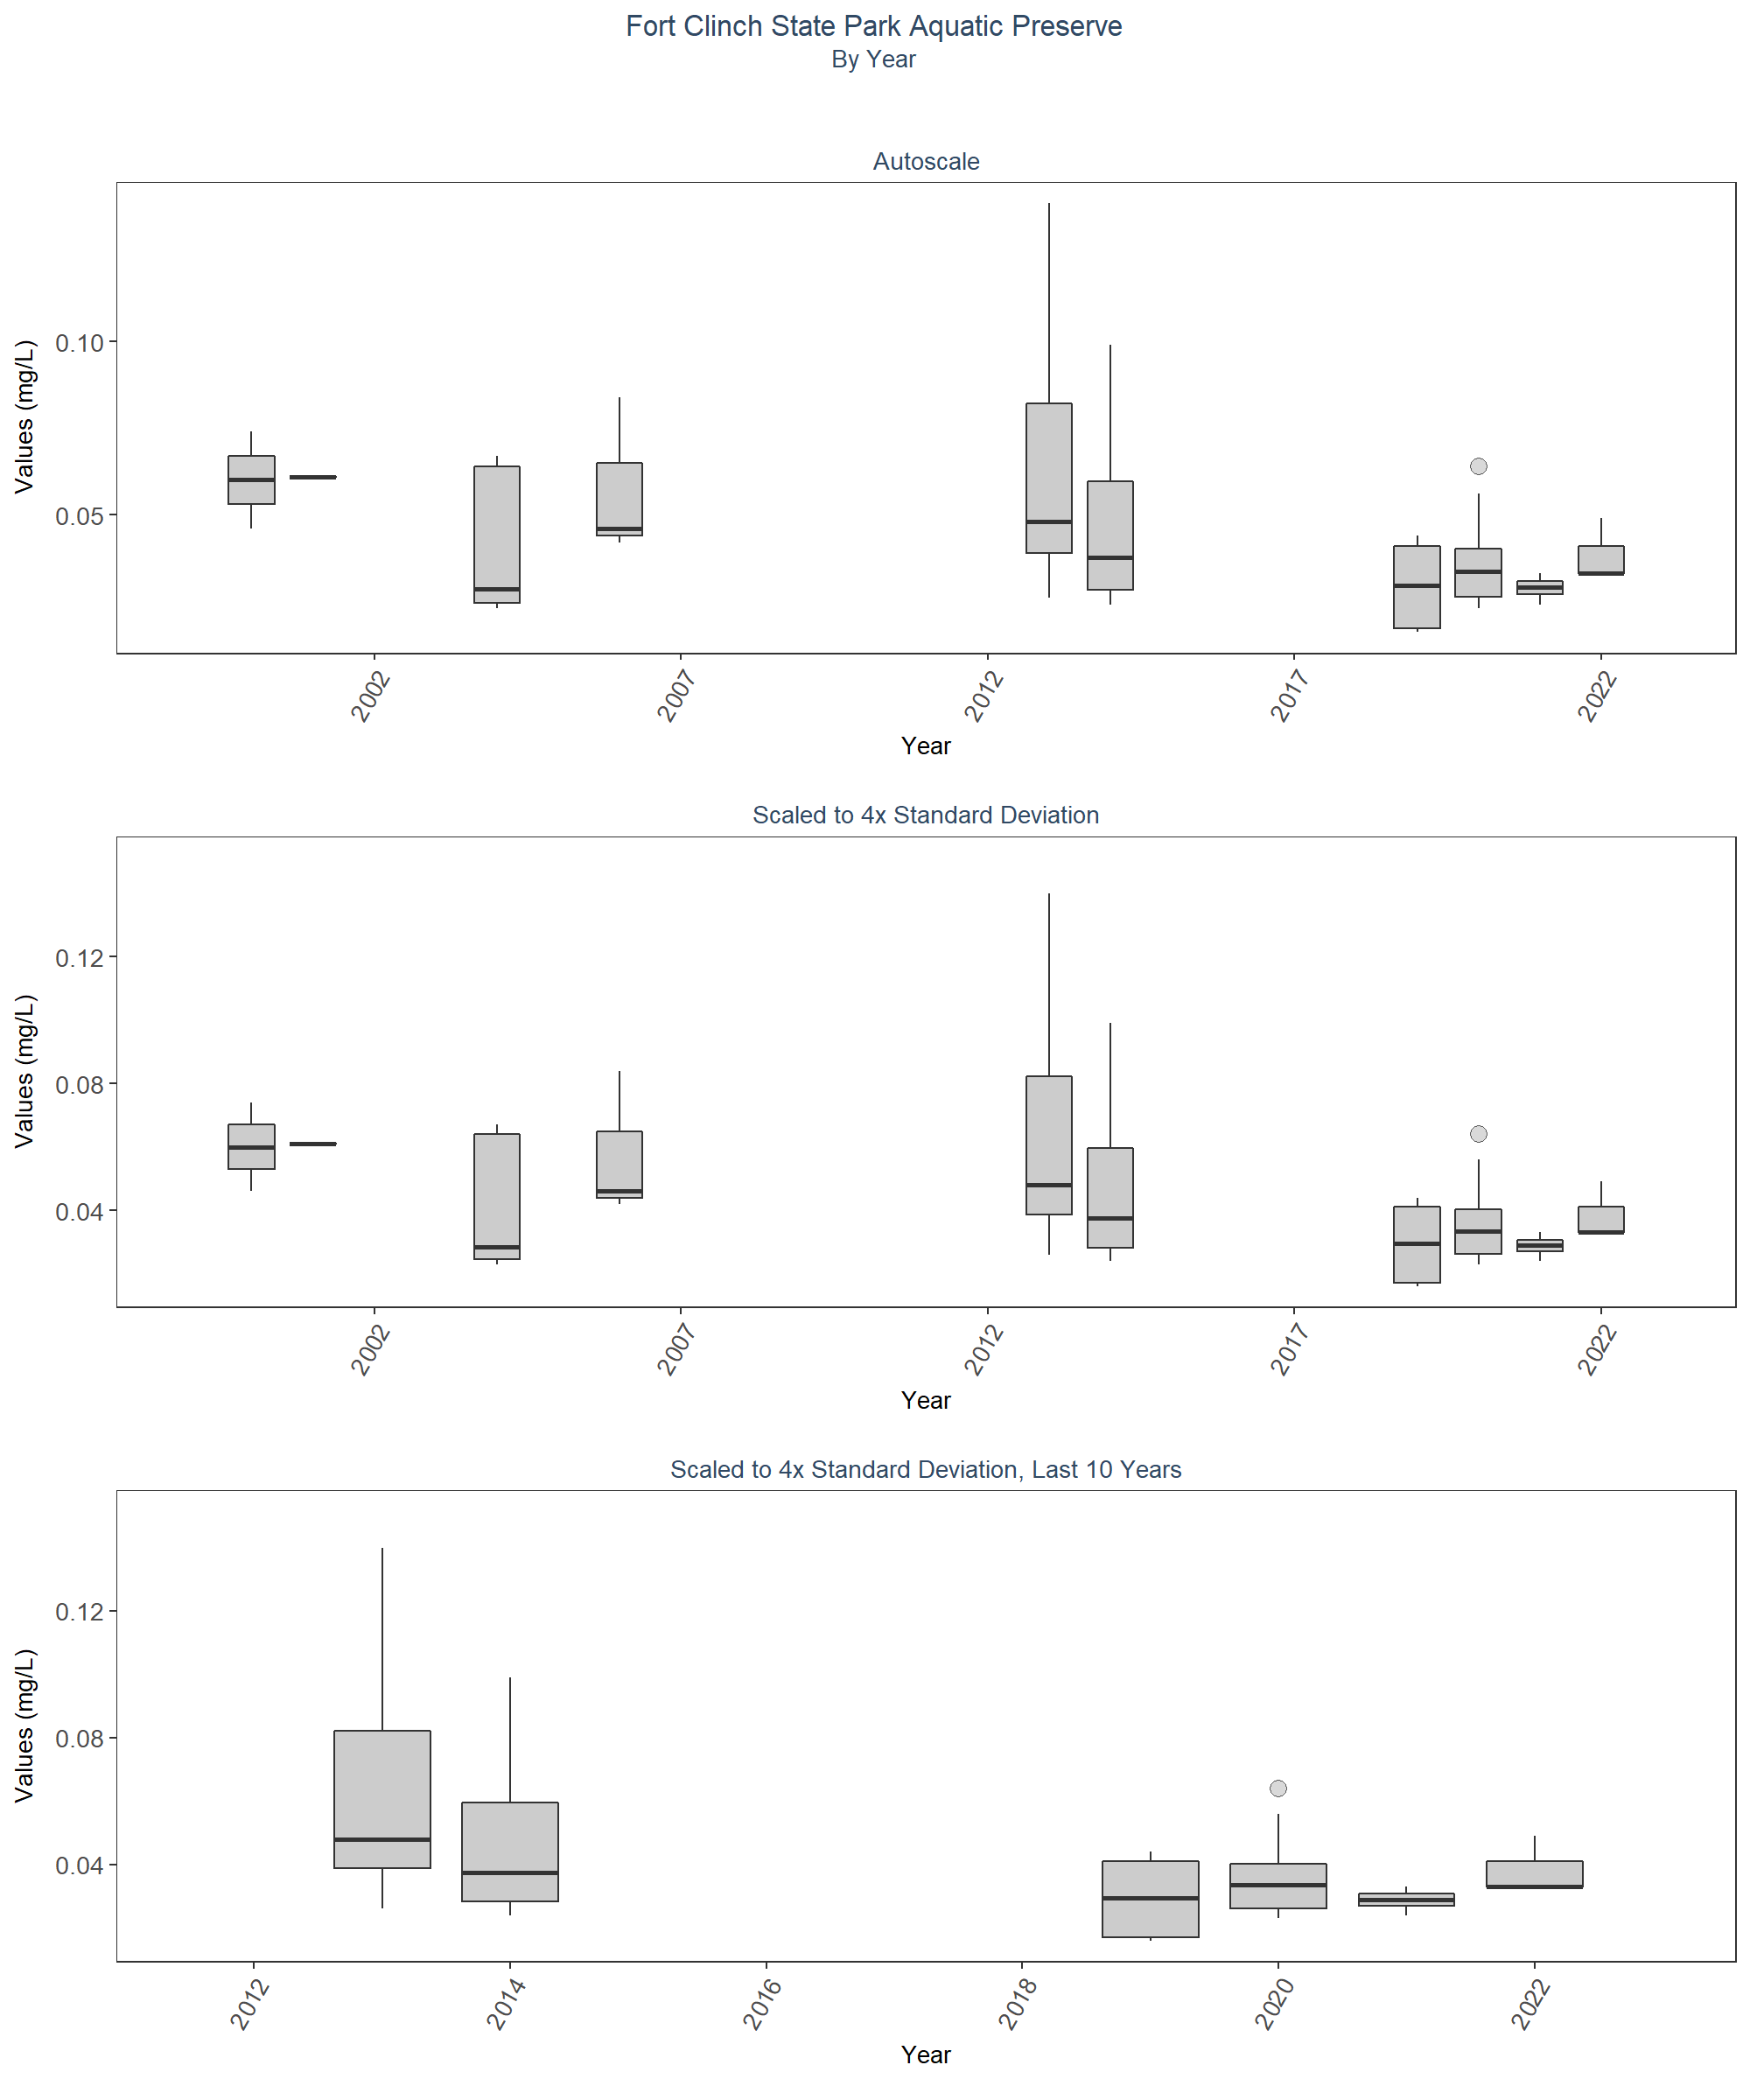 Fort Clinch State Park Aquatic Preserve
By Year
Autoscale
Values (mg/L)
0.10
0.05
2002
2007
2012
2017
2022
Year
Scaled to 4x Standard Deviation
Values (mg/L)
0.12
0.08
0.04
2002
2007
2012
2017
2022
Year
Scaled to 4x Standard Deviation, Last 10 Years
Values (mg/L)
0.12
0.08
0.04
2012
2014
2016
2018
2020
2022
Year